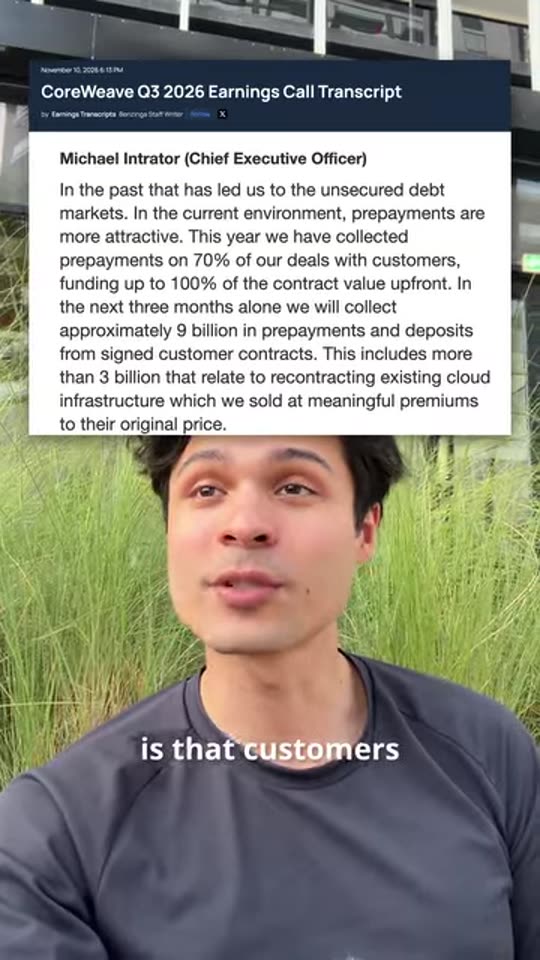 November 10, 2026 6:13 PM
CoreWeave Q3 2026 Earnings Call Transcript
by Earnings Transcripts Benzinga Staff Writer Follow X
Michael Intrator (Chief Executive Officer)
In the past that has led us to the unsecured debt
markets. In the current environment, prepayments are
more attractive. This year we have collected
prepayments on 70% of our deals with customers,
funding up to 100% of the contract value upfront. In
the next three months alone we will collect
approximately 9 billion in prepayments and deposits
from signed customer contracts. This includes more
than 3 billion that relate to recontracting existing cloud
infrastructure which we sold at meaningful premiums
to their original price.
is that customers